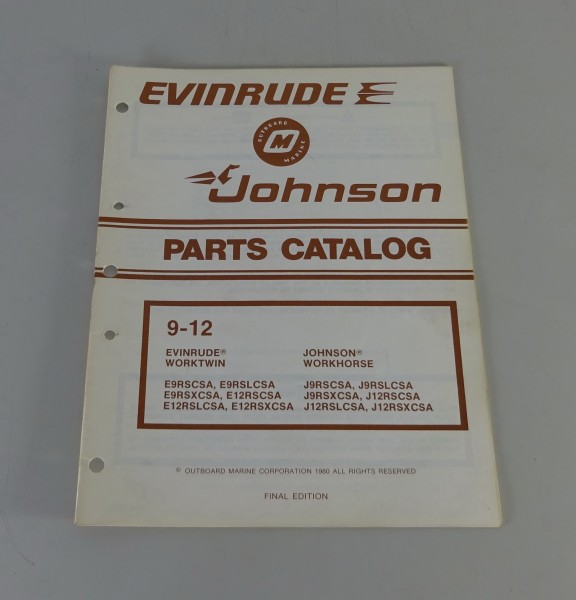 EVINRUDE
OUTBOARD
M
MARINE
Johnson
PARTS CATALOG
9-12
EVINRUDE® JOHNSON®
WORKTWIN WORKHORSE
E9RSCSA, E9RSLCSA J9RSCSA, J9RSLCSA
E9RSXCSA, E12RSCSA J9RSXCSA, J12RSCSA
E12RSLCSA, E12RSXCSA J12RSLCSA, J12RSXCSA
© OUTBOARD MARINE CORPORATION 1980 ALL RIGHTS RESERVED
FINAL EDITION